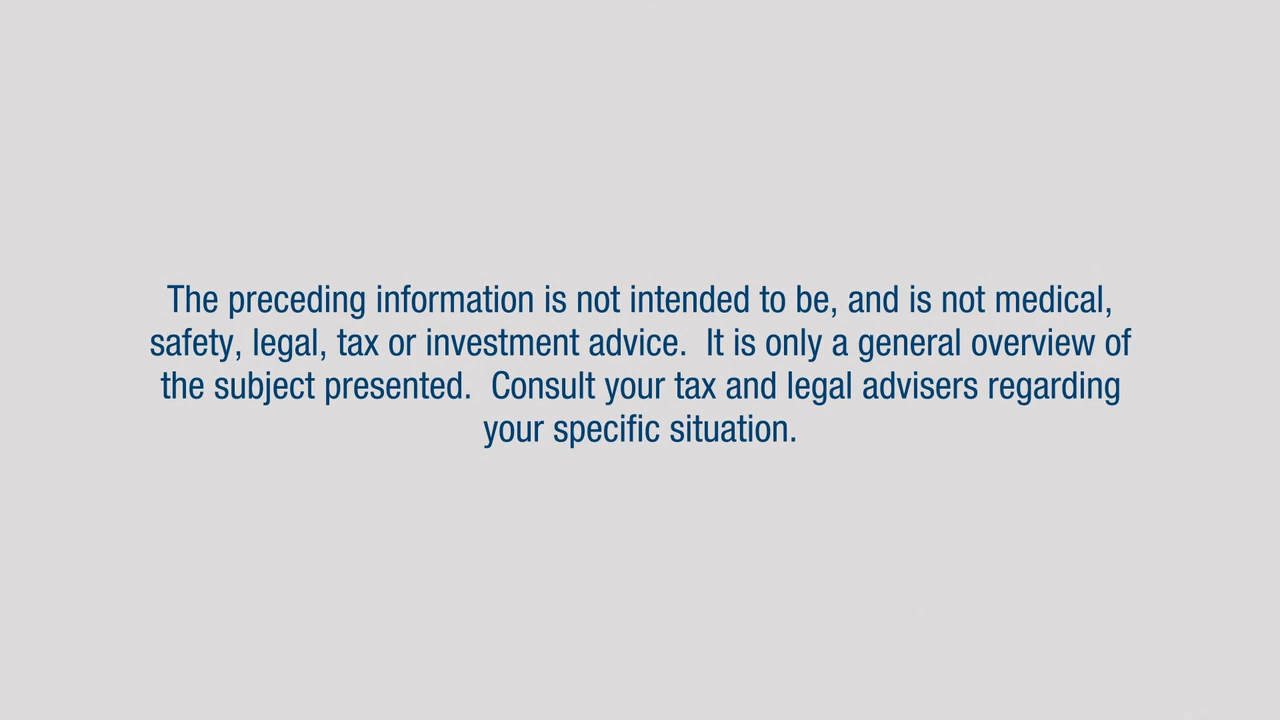 The preceding information is not intended to be, and is not medical,
safety, legal, tax or investment advice.  It is only a general overview of
the subject presented.  Consult your tax and legal advisers regarding
your specific situation.